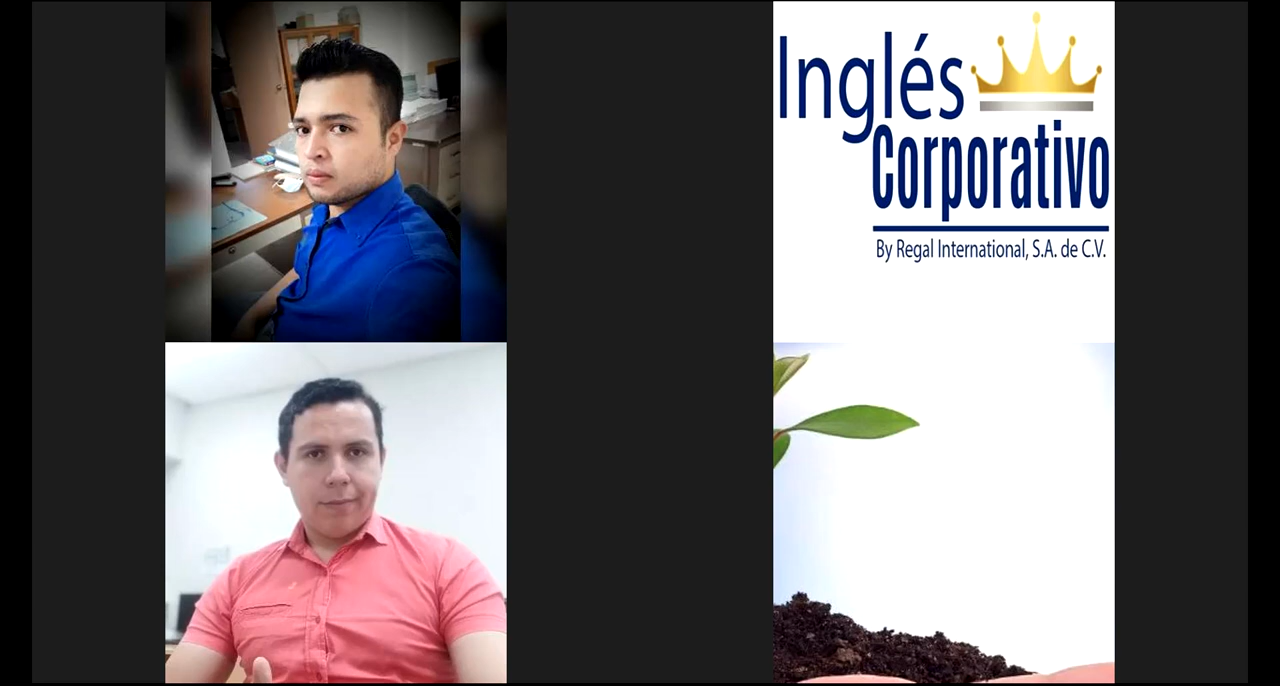 Inglés
Corporativo
By Regal International, S.A. de C.V.